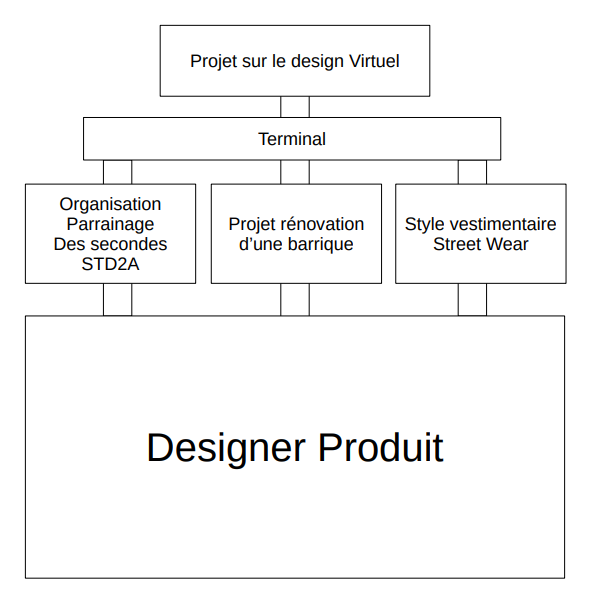 Projet sur le design Virtuel
Terminal
Organisation
Parrainage
Des secondes
STD2A
Projet rénovation
d’une barrique
Style vestimentaire
Street Wear
Designer Produit